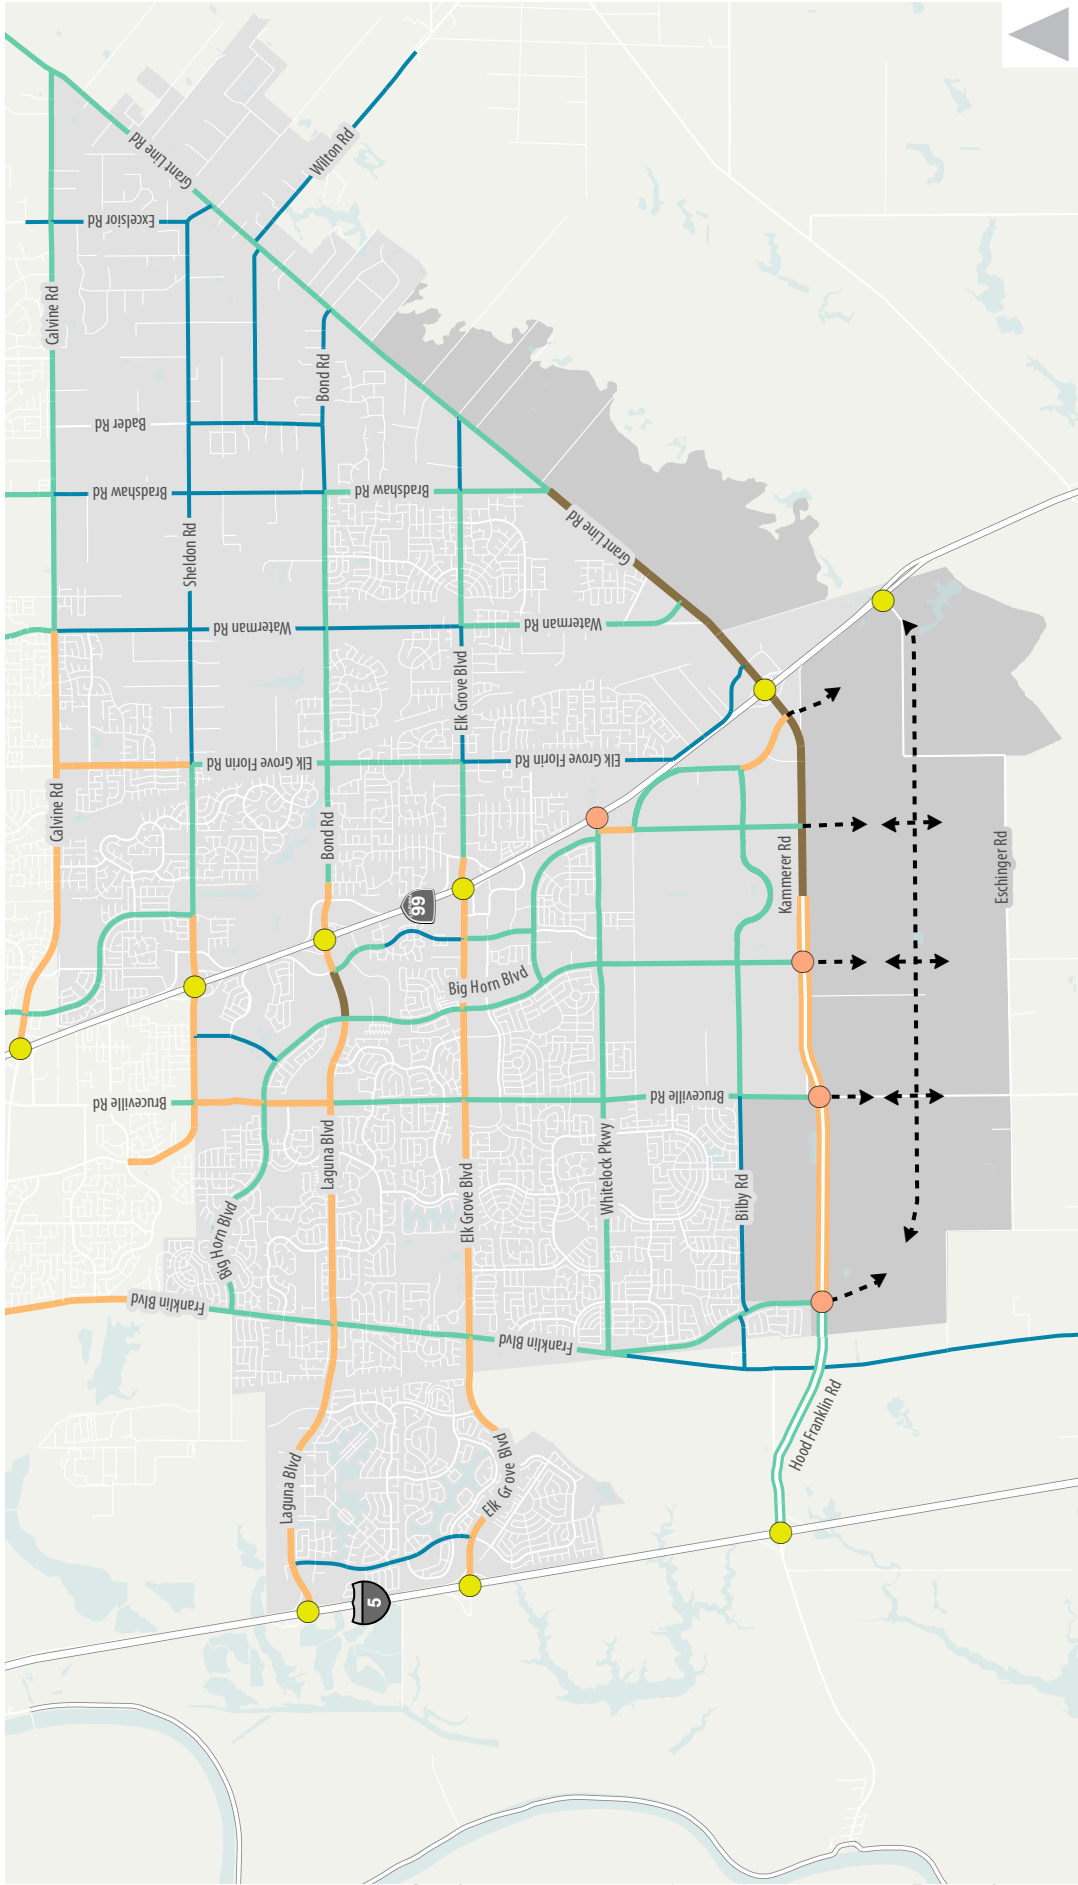 Grant Line Rd
Wilton Rd
Excelsior Rd
Calvine Rd
Bond Rd
Bader Rd
Bradshaw Rd
Bradshaw Rd
Grant Line Rd
Sheldon Rd
Waterman Rd
Waterman Rd
Elk Grove Blvd
Elk Grove Florin Rd
Elk Grove Florin Rd
Calvine Rd
Bond Rd
Kammerer Rd
Eschinger Rd
99
Big Horn Blvd
Bruceville Rd
Bruceville Rd
Laguna Blvd
Whitelock Pkwy
Elk Grove Blvd
Bilby Rd
Big Horn Blvd
Franklin Blvd
Franklin Blvd
Hood Franklin Rd
Laguna Blvd
Elk Grove Blvd
5